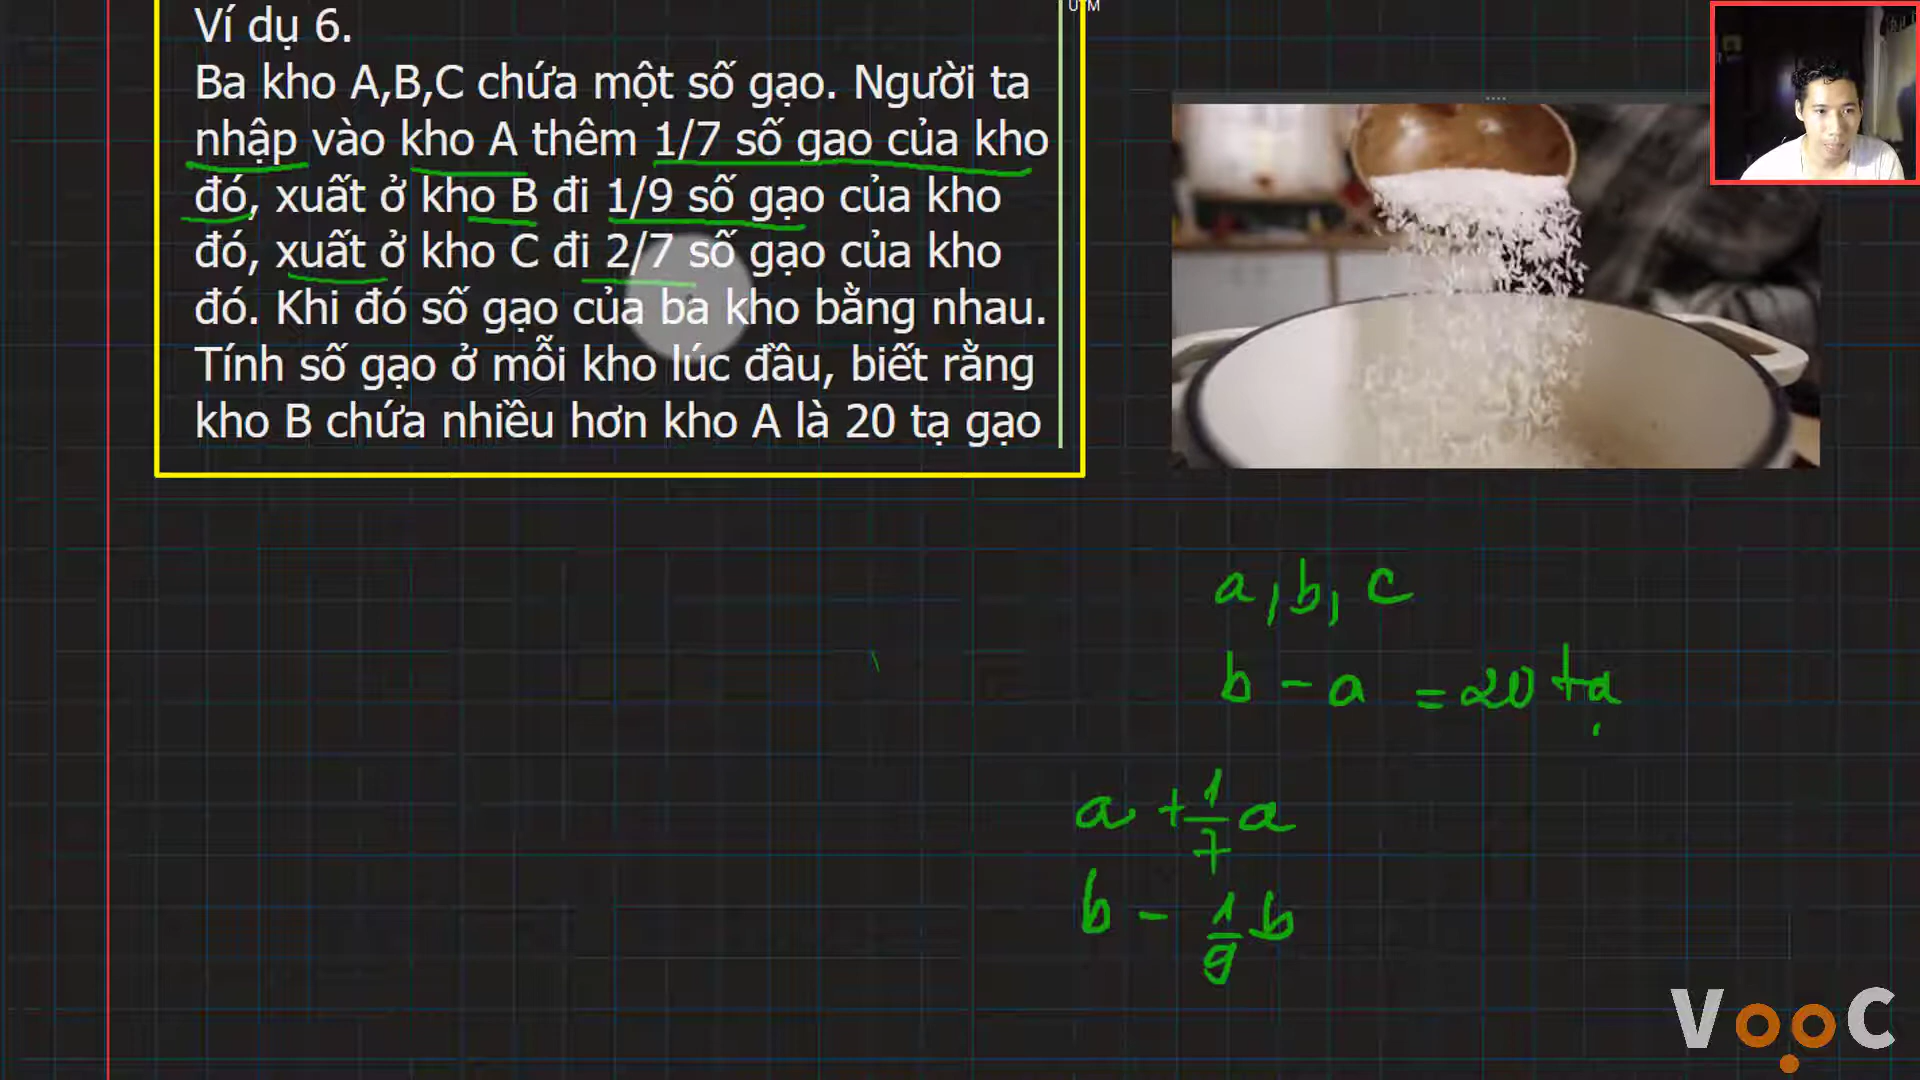 UTM
Ví dụ 6.
Ba kho A,B,C chứa một số gạo. Người ta
nhập vào kho A thêm 1/7 số gao của kho
đó, xuất ở kho B đi 1/9 số gạo của kho
đó, xuất ở kho C đi 2/7 số gạo của kho
đó. Khi đó số gạo của ba kho bằng nhau.
Tính số gạo ở mỗi kho lúc đầu, biết rằng
kho B chứa nhiều hơn kho A là 20 tạ gạo
a, b, c
b - a = 20 tạ
a + 1/7 a
b - 1/9 b
VOOC